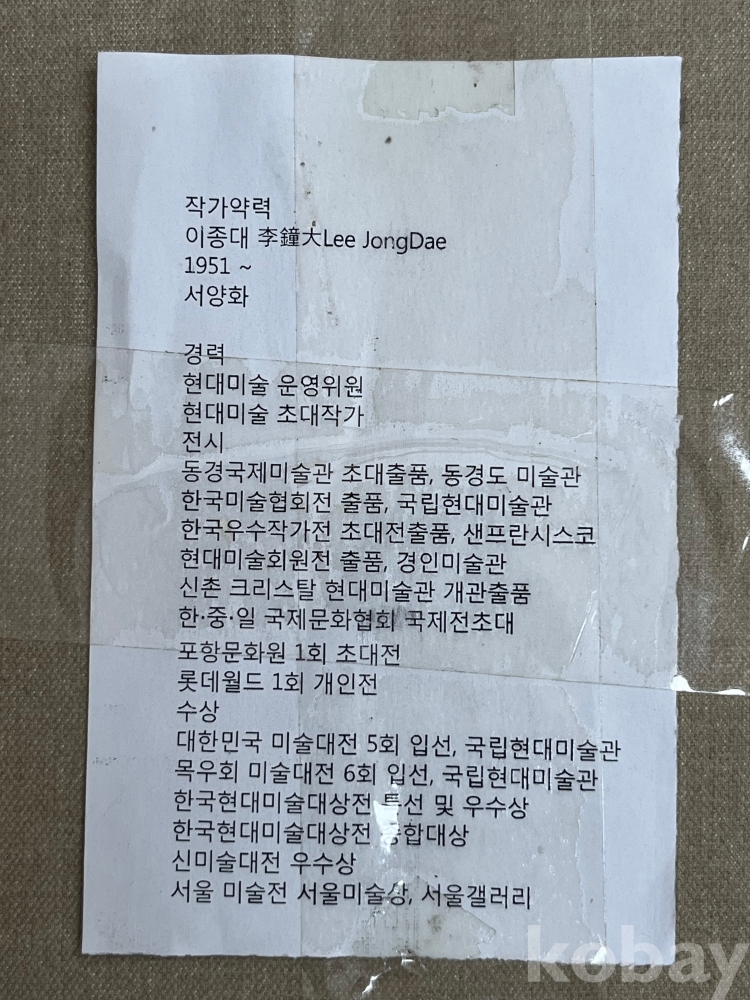 작가약력
이종대 李鐘大Lee JongDae
1951 ~
서양화
경력
현대미술 운영위원
현대미술 초대작가
전시
동경국제미술관 초대출품, 동경도 미술관
한국미술협회전 출품, 국립현대미술관
한국우수작가전 초대전출품, 샌프란시스코
현대미술회원전 출품, 경인미술관
신촌 크리스탈 현대미술관 개관출품
한·중·일 국제문화협회 국제전초대
포항문화원 1회 초대전
롯데월드 1회 개인전
수상
대한민국 미술대전 5회 입선, 국립현대미술관
목우회 미술대전 6회 입선, 국립현대미술관
한국현대미술대상전 특선 및 우수상
한국현대미술대상전 종합대상
신미술대전 우수상
서울 미술전 서울미술상, 서울갤러리
kobay